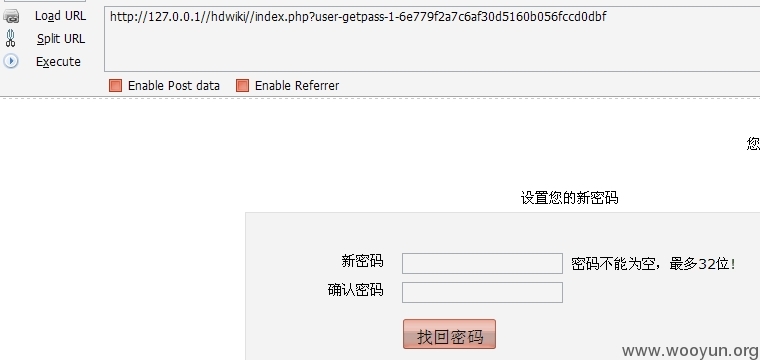 Load URL
http://127.0.0.1//hdwiki//index.php?user-getpass-1-6e779f2a7c6af30d5160b056fccd0dbf
Split URL
Execute
Enable Post data
Enable Referrer
您
设置您的新密码
新密码
密码不能为空，最多32位！
确认密码
找回密码
www.wooyun.org